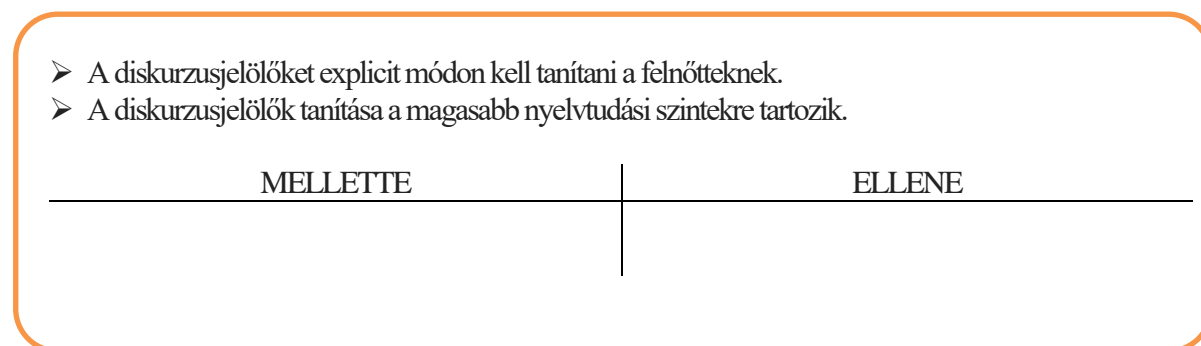 ➢ A diskurzusjelölőket explicit módon kell tanítani a felnőtteknek.
➢ A diskurzusjelölők tanítása a magasabb nyelvtudási szintekre tartozik.
MELLETTE ELLENE